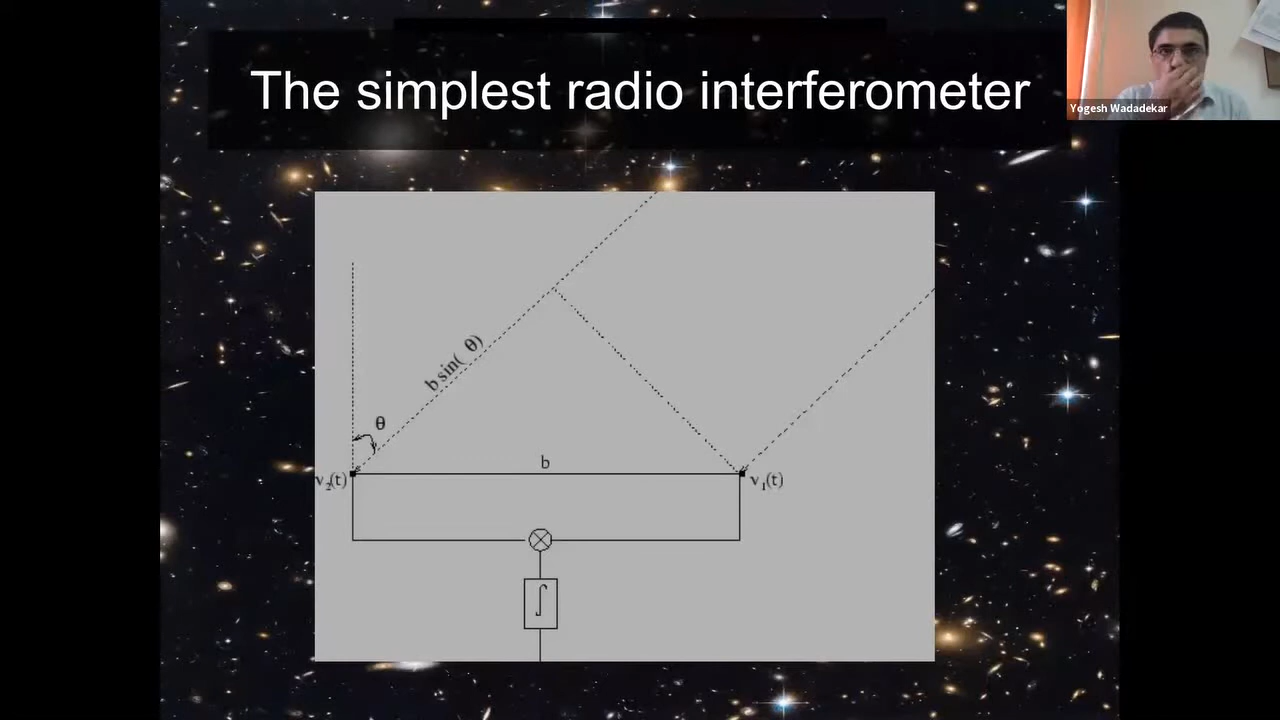 The simplest radio interferometer
Yogesh Wadadekar
b sin( θ)
θ
b
v₂(t)
v₁(t)
∫